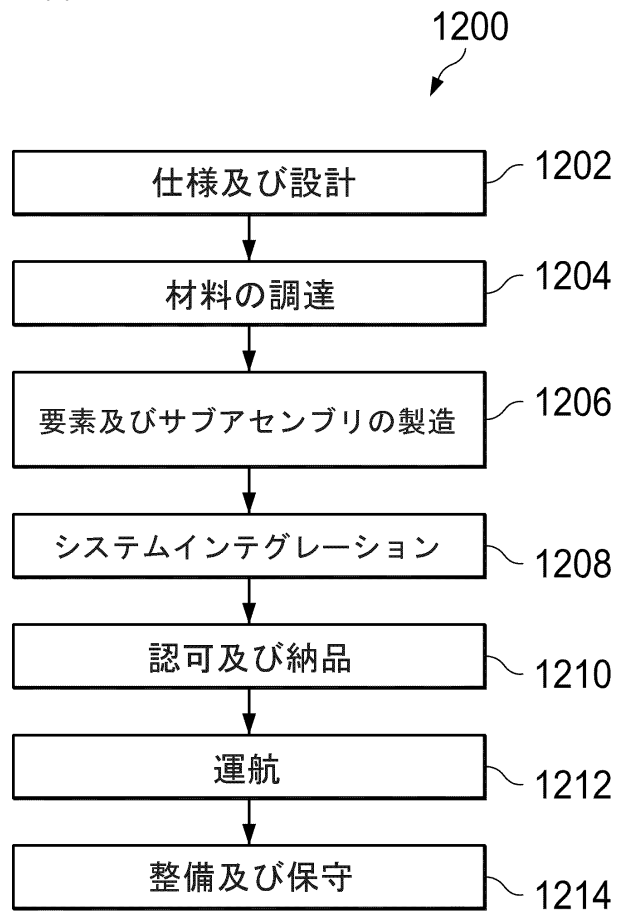 1200
仕様及び設計
1202
材料の調達
1204
要素及びサブアセンブリの製造
1206
システムインテグレーション
1208
認可及び納品
1210
運航
1212
整備及び保守
1214